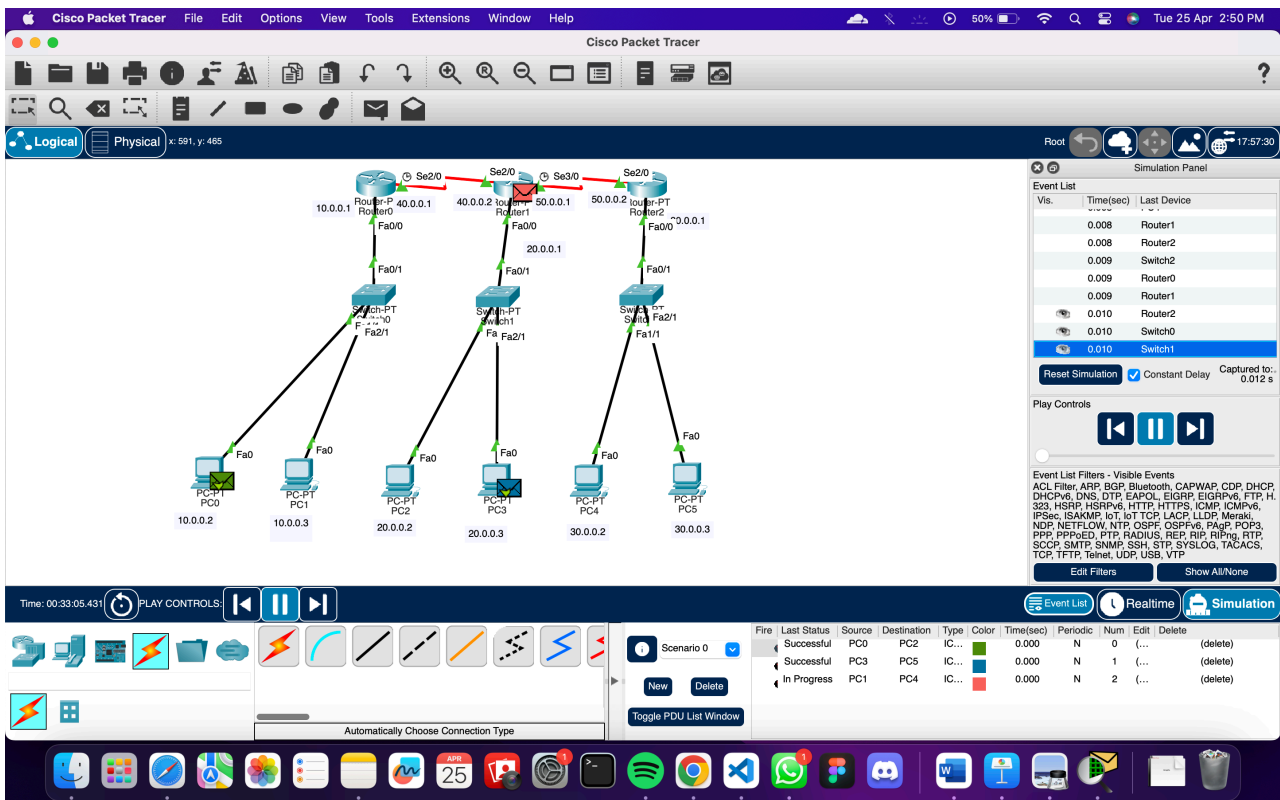 Cisco Packet Tracer File Edit Options View Tools Extensions Window Help 50% Tue 25 Apr 2:50 PM
Cisco Packet Tracer
?
Logical Physical x: 591, y: 465 Root 17:57:30
Se2/0 Se2/0 Se3/0 Se2/0
10.0.0.1 Router0 40.0.0.1 40.0.0.2 Router1 50.0.0.1 50.0.0.2 Router-PT Router2 0.0.0.1
Fa0/0 Fa0/0 Fa0/0
20.0.0.1
Fa0/1 Fa0/1 Fa0/1
Switch-PT Switch-PT Switch1
Fa2/1 Fa2/1 Fa1/1 Fa2/1
Fa0 Fa0 Fa0 Fa0 Fa0 Fa0
PC-PT PC-PT PC-PT PC-PT PC-PT PC-PT
PC0 PC1 PC2 PC3 PC4 PC5
10.0.0.2 10.0.0.3 20.0.0.2 20.0.0.3 30.0.0.2 30.0.0.3
Simulation Panel
Event List
Vis. Time(sec) Last Device
0.008 Router1
0.008 Router2
0.009 Switch2
0.009 Router0
0.009 Router1
0.010 Router2
0.010 Switch0
0.010 Switch1
Reset Simulation Constant Delay Captured to:
0.012 s
Play Controls
Event List Filters - Visible Events
ACL Filter, ARP, BGP, Bluetooth, CAPWAP, CDP, DHCP,
DHCPv6, DNS, DTP, EAPOL, EIGRP, EIGRPv6, FTP, H.
323, HSRP, HSRPv6, HTTP, HTTPS, ICMP, ICMPv6,
IPSec, ISAKMP, IoT, IoT TCP, LACP, LLDP, Meraki,
NDP, NETFLOW, NTP, OSPF, OSPFv6, PAgP, POP3,
PPP, PPPoED, PTP, RADIUS, REP, RIP, RIPng, RTP,
SCCP, SMTP, SNMP, SSH, STP, SYSLOG, TACACS,
TCP, TFTP, Telnet, UDP, USB, VTP
Edit Filters Show All/None
Time: 00:33:05.431 PLAY CONTROLS: Event List Realtime Simulation
Automatically Choose Connection Type
Scenario 0
New Delete
Toggle PDU List Window
Fire Last Status Source Destination Type Color Time(sec) Periodic Num Edit Delete
Successful PC0 PC2 IC... 0.000 N 0 (... (delete)
Successful PC3 PC5 IC... 0.000 N 1 (... (delete)
In Progress PC1 PC4 IC... 0.000 N 2 (... (delete)
APR
25
1
1
W